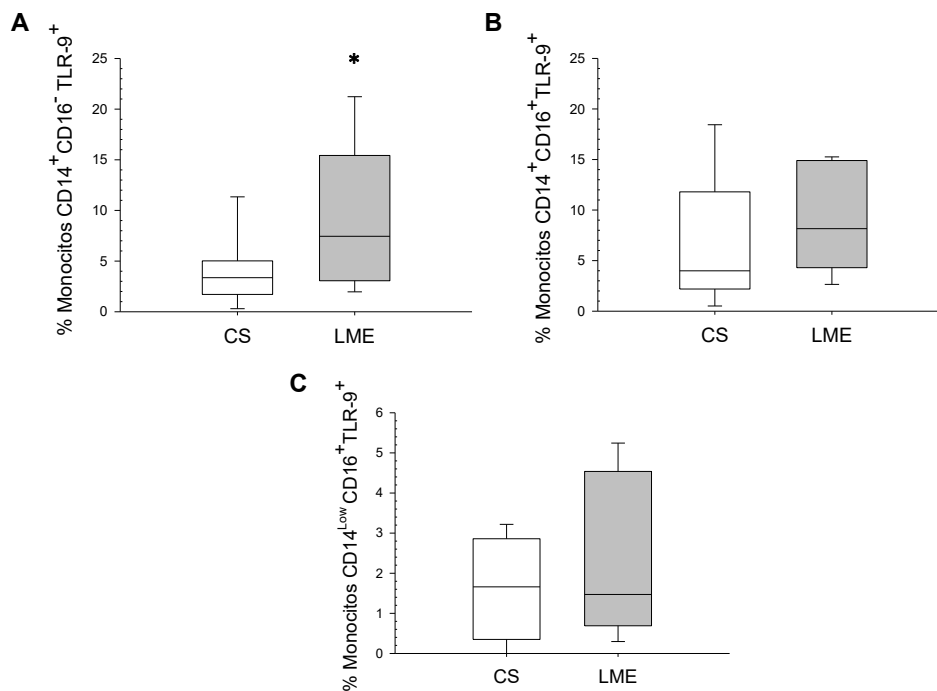 A
% Monocitos CD14+CD16-TLR-9+
25
20
15
10
5
0
*
CS
LME
B
% Monocitos CD14+CD16+TLR-9+
25
20
15
10
5
0
CS
LME
C
% Monocitos CD14LowCD16+TLR-9+
6
5
4
3
2
1
0
CS
LME